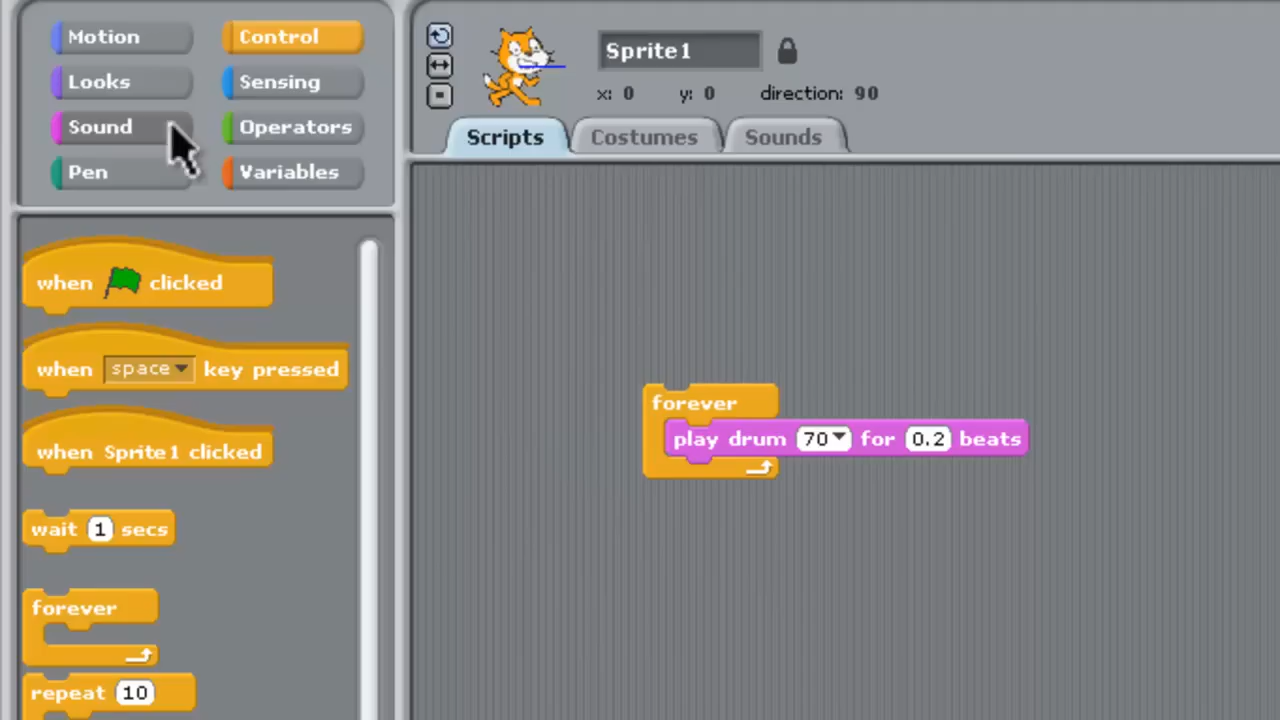 Motion
Control
Looks
Sensing
Sound
Operators
Pen
Variables
Sprite1
x: 0 y: 0 direction: 90
Scripts
Costumes
Sounds
when clicked
when space key pressed
when Sprite1 clicked
wait 1 secs
forever
repeat 10
forever
play drum 70 for 0.2 beats